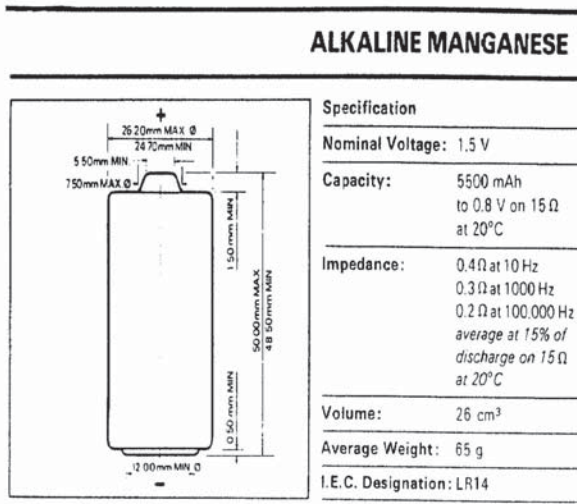 ALKALINE MANGANESE
+
26 20mm MAX Ø
24 70mm MIN
5 50mm MIN.
7 50mm MAX. Ø
1 50 mm MIN
50 00mm MAX
48 50mm MIN
0 50 mm MIN
12 00mm MIN Ø
-
Specification
Nominal Voltage: 1.5 V
Capacity: 5500 mAh
to 0.8 V on 15 Ω
at 20°C
Impedance: 0.4 Ω at 10 Hz
0.3 Ω at 1000 Hz
0.2 Ω at 100,000 Hz
average at 15% of
discharge on 15 Ω
at 20°C
Volume: 26 cm³
Average Weight: 65 g
I.E.C. Designation: LR14